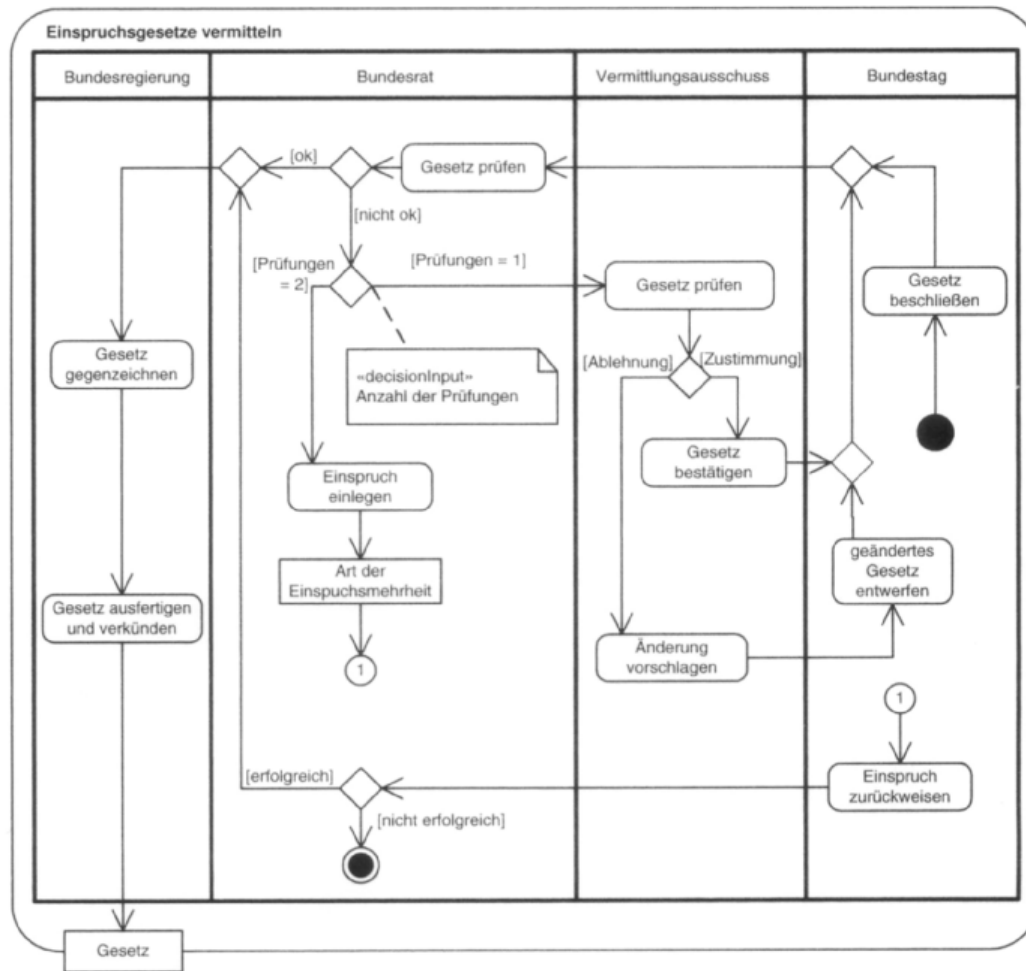 Einspruchsgesetze vermitteln
Bundesregierung
Bundesrat
Vermittlungsausschuss
Bundestag
[ok]
Gesetz prüfen
[nicht ok]
[Prüfungen
= 2]
[Prüfungen = 1]
Gesetz prüfen
Gesetz
beschließen
Gesetz
gegenzeichnen
«decisionInput»
Anzahl der Prüfungen
[Ablehnung]
[Zustimmung]
Einspruch
einlegen
Gesetz
bestätigen
Art der
Einspuchsmehrheit
geändertes
Gesetz
entwerfen
Gesetz ausfertigen
und verkünden
1
Änderung
vorschlagen
1
[erfolgreich]
Einspruch
zurückweisen
[nicht erfolgreich]
Gesetz